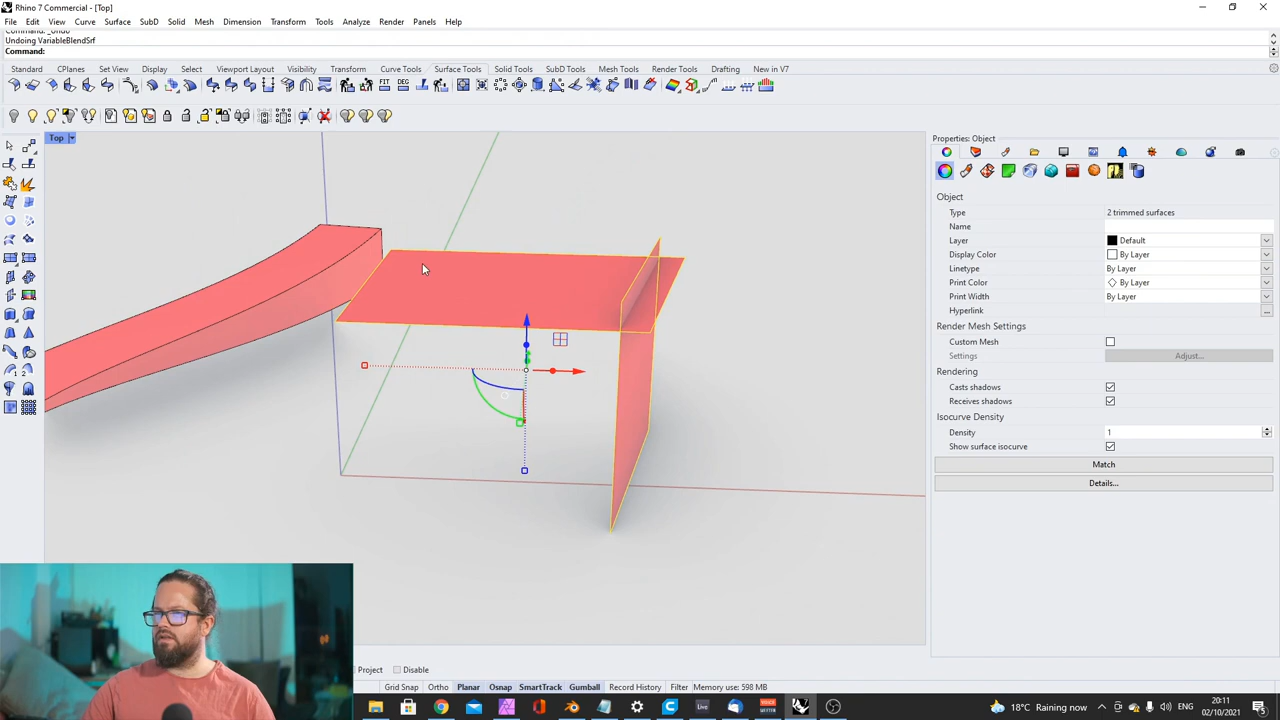 Rhino 7 Commercial - [Top]
File Edit View Curve Surface SubD Solid Mesh Dimension Transform Tools Analyze Render Panels Help
Command: _Undo
Undoing VariableBlendSrf
Command:
Standard CPlanes Set View Display Select Viewport Layout Visibility Transform Curve Tools Surface Tools Solid Tools SubD Tools Mesh Tools Render Tools Drafting New in V7
FIT DEG
Top
Properties: Object
Object
Type 2 trimmed surfaces
Name
Layer Default
Display Color By Layer
Linetype By Layer
Print Color By Layer
Print Width By Layer
Hyperlink ...
Render Mesh Settings
Custom Mesh
Settings Adjust...
Rendering
Casts shadows
Receives shadows
Isocurve Density
Density 1
Show surface isocurve
Match
Details...
Project Disable
Grid Snap Ortho Planar Osnap SmartTrack Gumball Record History Filter Memory use: 598 MB
Live
18°C Raining now
20:11
02/10/2021